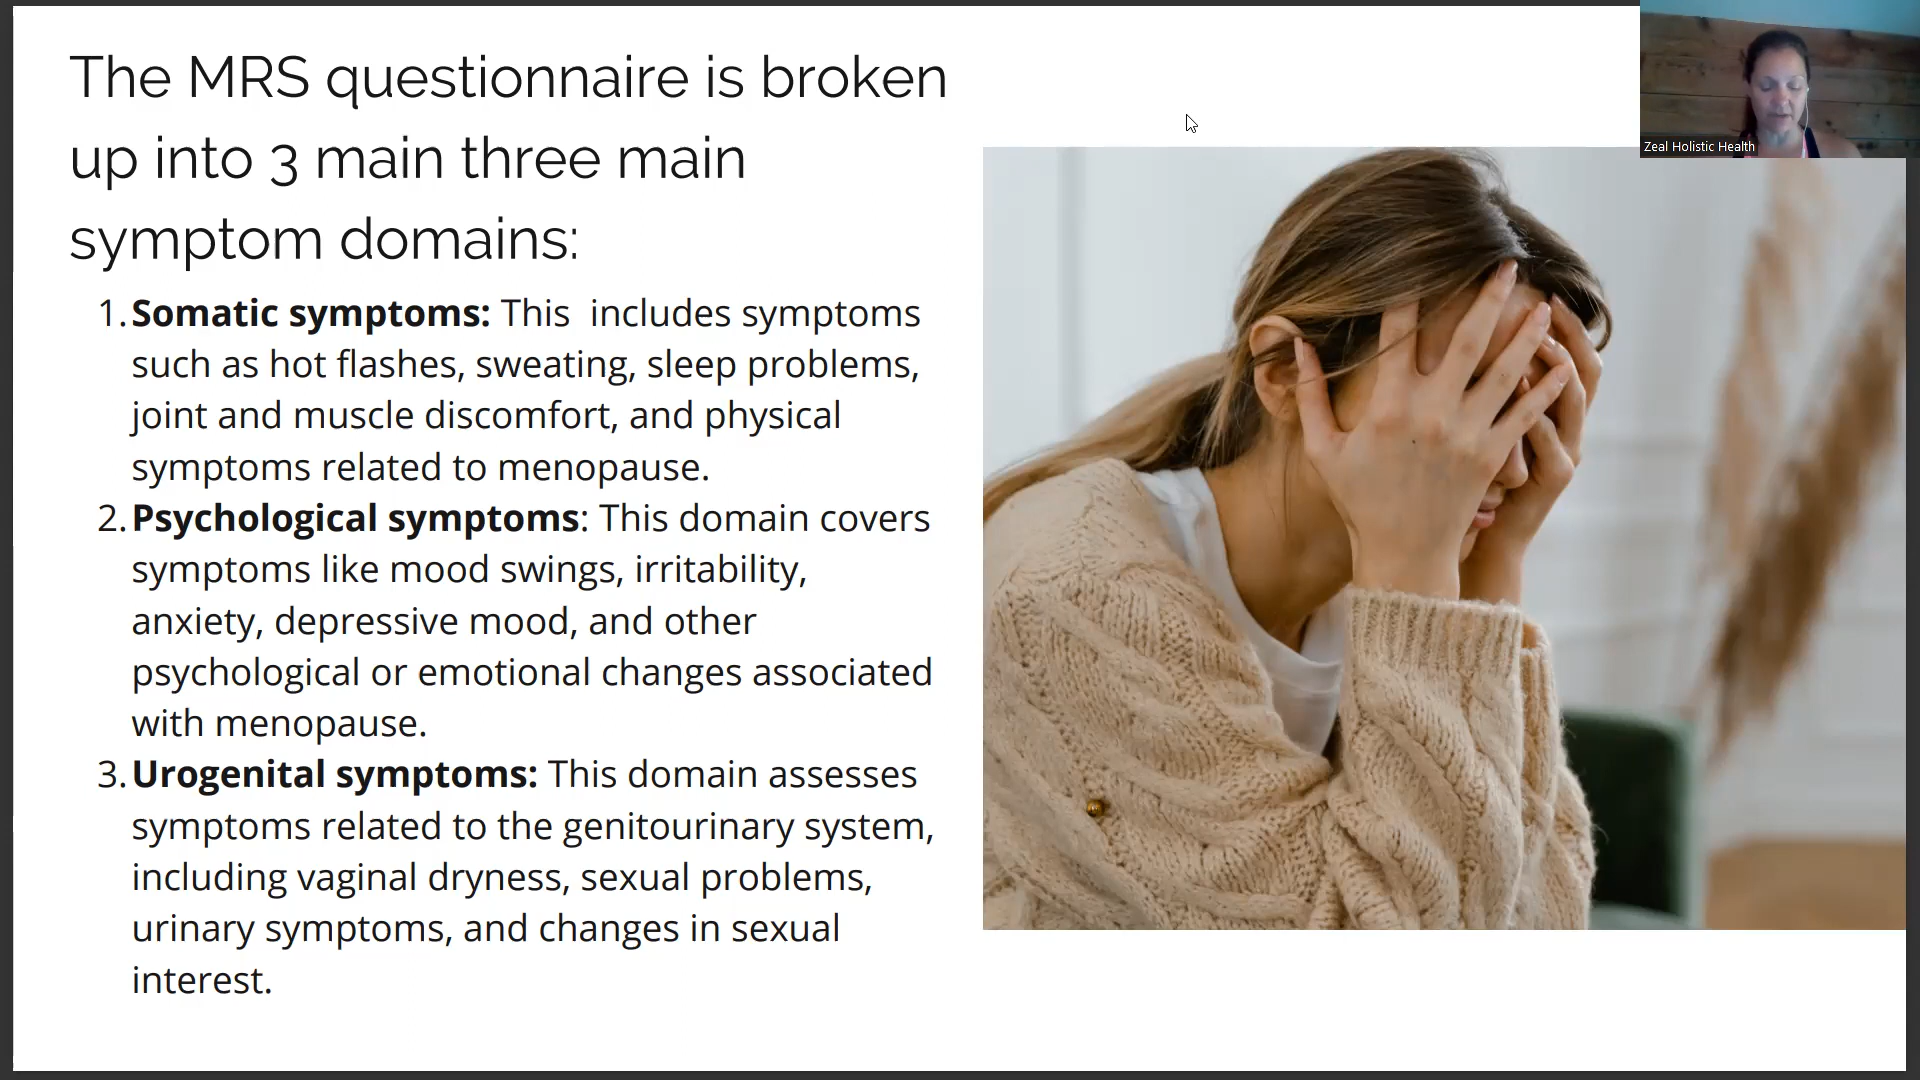 The MRS questionnaire is broken
up into 3 main three main
symptom domains:
1. Somatic symptoms: This  includes symptoms
such as hot flashes, sweating, sleep problems,
joint and muscle discomfort, and physical
symptoms related to menopause.
2. Psychological symptoms: This domain covers
symptoms like mood swings, irritability,
anxiety, depressive mood, and other
psychological or emotional changes associated
with menopause.
3. Urogenital symptoms: This domain assesses
symptoms related to the genitourinary system,
including vaginal dryness, sexual problems,
urinary symptoms, and changes in sexual
interest.
Zeal Holistic Health